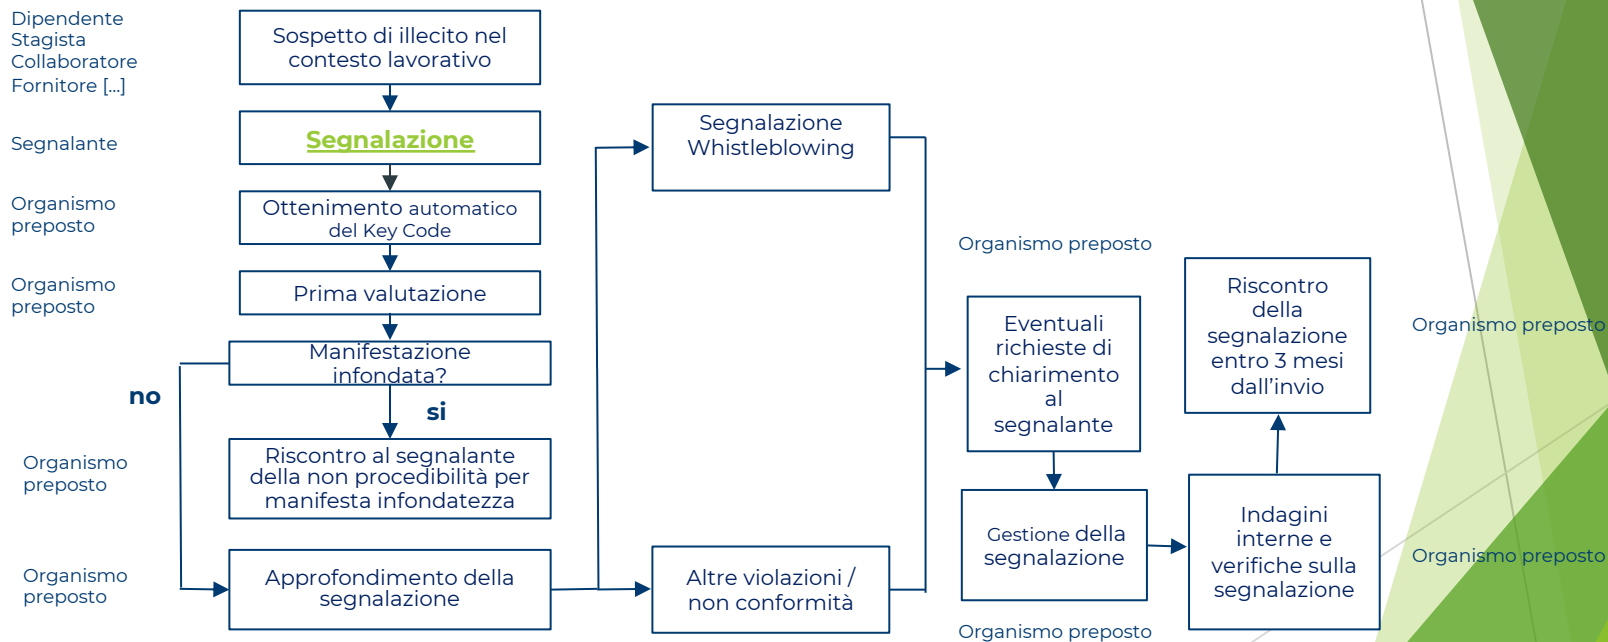 Dipendente
Stagista
Collaboratore
Fornitore [...]
Sospetto di illecito nel
contesto lavorativo
Segnalante
Segnalazione
Organismo
preposto
Ottenimento automatico
del Key Code
Organismo
preposto
Prima valutazione
Manifestazione
infondata?
no
si
Organismo
preposto
Riscontro al segnalante
della non procedibilità per
manifesta infondatezza
Organismo
preposto
Approfondimento della
segnalazione
Segnalazione
Whistleblowing
Altre violazioni /
non conformità
Organismo preposto
Eventuali
richieste di
chiarimento
al
segnalante
Gestione della
segnalazione
Organismo preposto
Riscontro
della
segnalazione
entro 3 mesi
dall'invio
Organismo preposto
Indagini
interne e
verifiche sulla
segnalazione
Organismo preposto